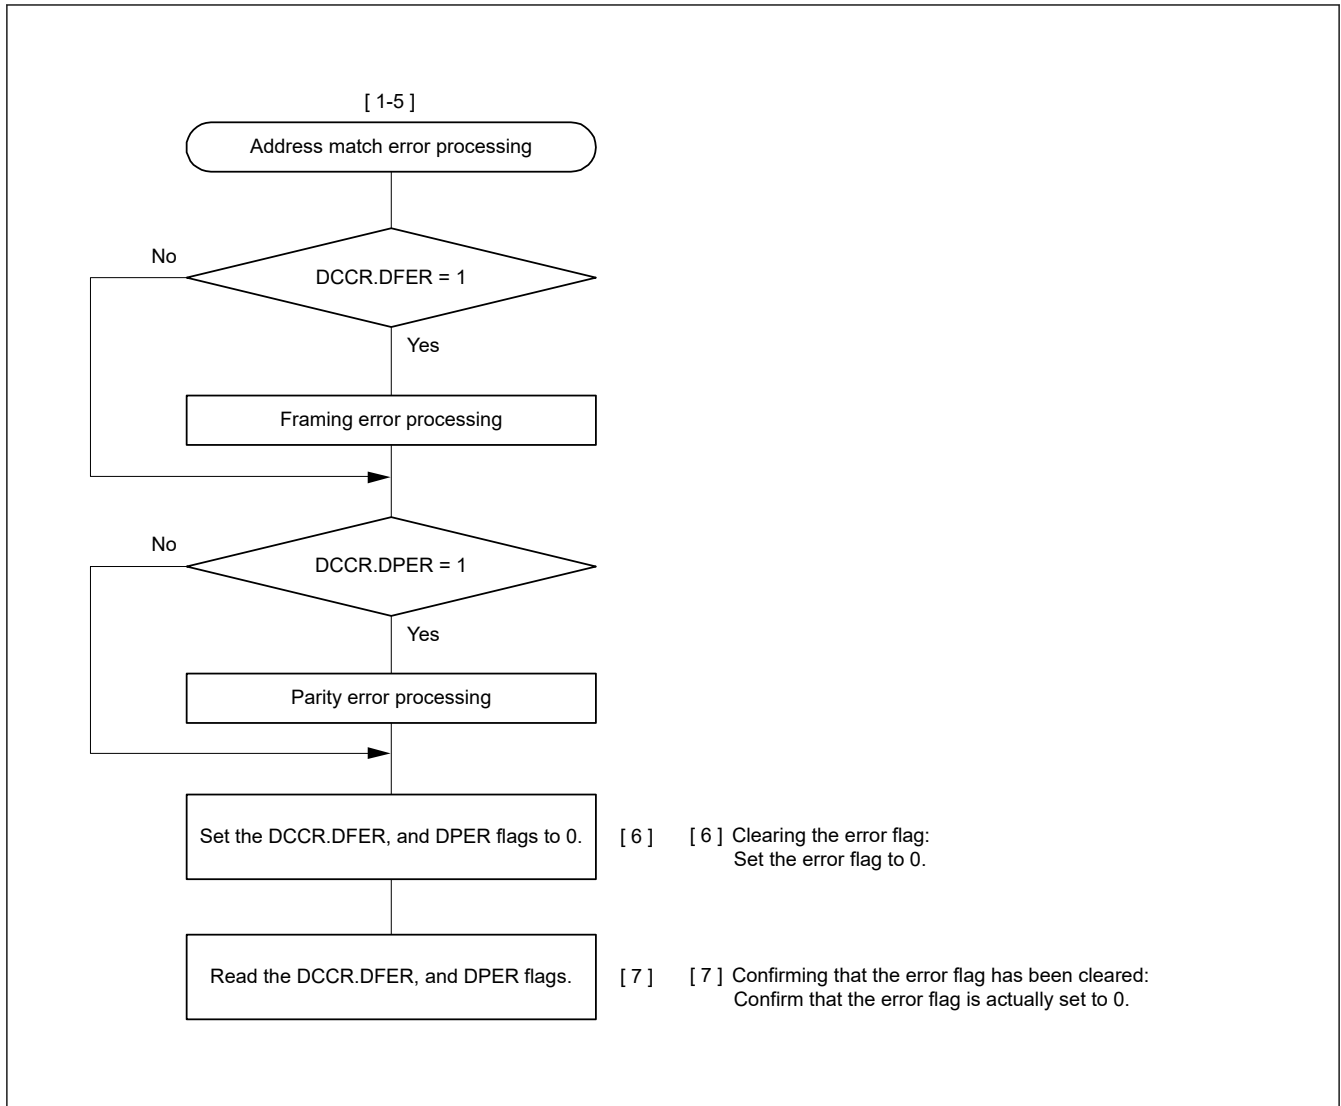 [ 1-5 ]
Address match error processing
No
DCCR.DFER = 1
Yes
Framing error processing
No
DCCR.DPER = 1
Yes
Parity error processing
Set the DCCR.DFER, and DPER flags to 0.
[ 6 ]
[ 6 ] Clearing the error flag:
Set the error flag to 0.
Read the DCCR.DFER, and DPER flags.
[ 7 ]
[ 7 ] Confirming that the error flag has been cleared:
Confirm that the error flag is actually set to 0.